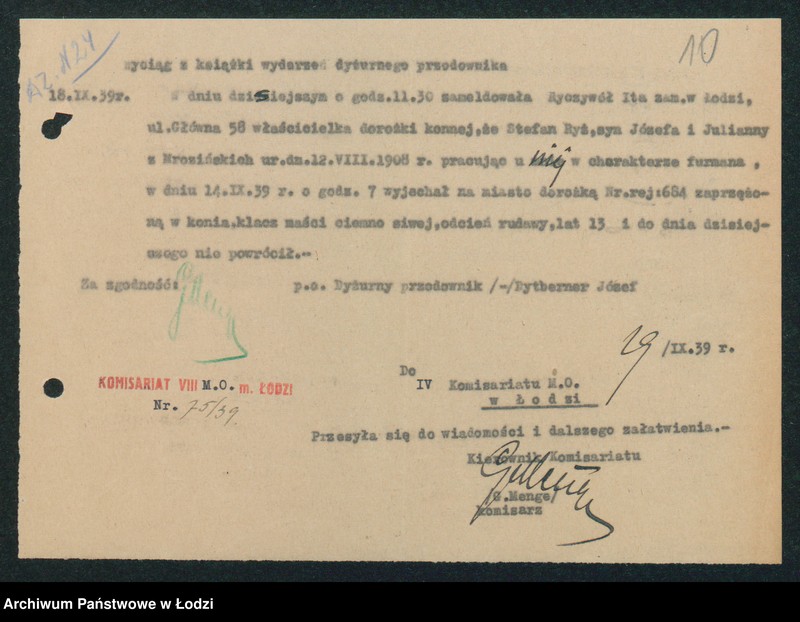 AZ. N24
10
wyciąg z książki wydarzeń dyżurnego przodownika
18.IX.39r. W dniu dzisiejszym o godz.11.30 zameldowała Ryczywół Ita zam.w Łodzi,
ul.Główna 58 właścicielka dorożki konnej,że Stefan Ryż,syn Józefa i Julianny
z Mrozińskich ur.dn.12.VIII.1908 r. pracując u niej w charakterze furmana ,
w dniu 14.IX.39 r. o godz. 7 wyjechał na miasto dorożką Nr.rej:684 zaprzężo-
ną w konia.klacz maści ciemno siwej,odcień rudawy,lat 13 i do dnia dzisiej-
szego nie powrócił.-
Za zgodność: p.o. Dyżurny przodownik /-/Rytberner Józef
19/IX.39 r.
Do
KOMISARIAT VIII M.O. m. ŁODZI IV Komisariatu M.O.
Nr. 75/39. w Łodzi
Przesyła się do wiadomości i dalszego załatwienia.-
Kierownik Komisariatu
/G.Menge/
Komisarz
Archiwum Państwowe w Łodzi